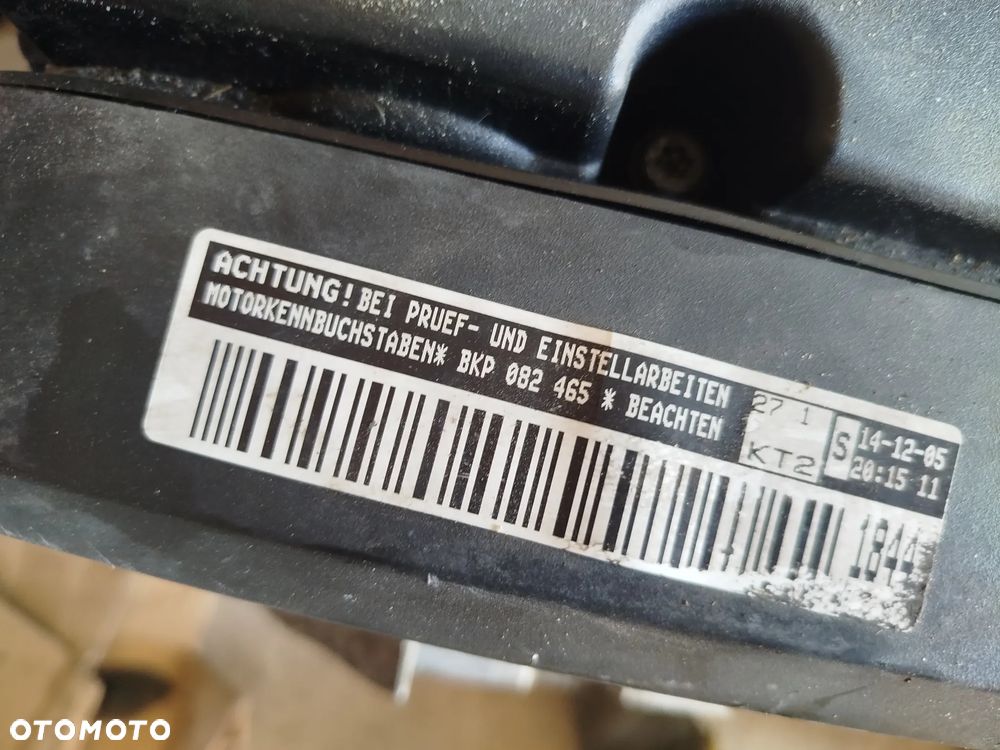 ACHTUNG! BEI PRUEF- UND EINSTELLARBEITEN
MOTORKENNBUCHSTABEN* BKP 082 465 * BEACHTEN
27 1
KT2
S
14-12-05
20:15 11
1844
OTOMOTO